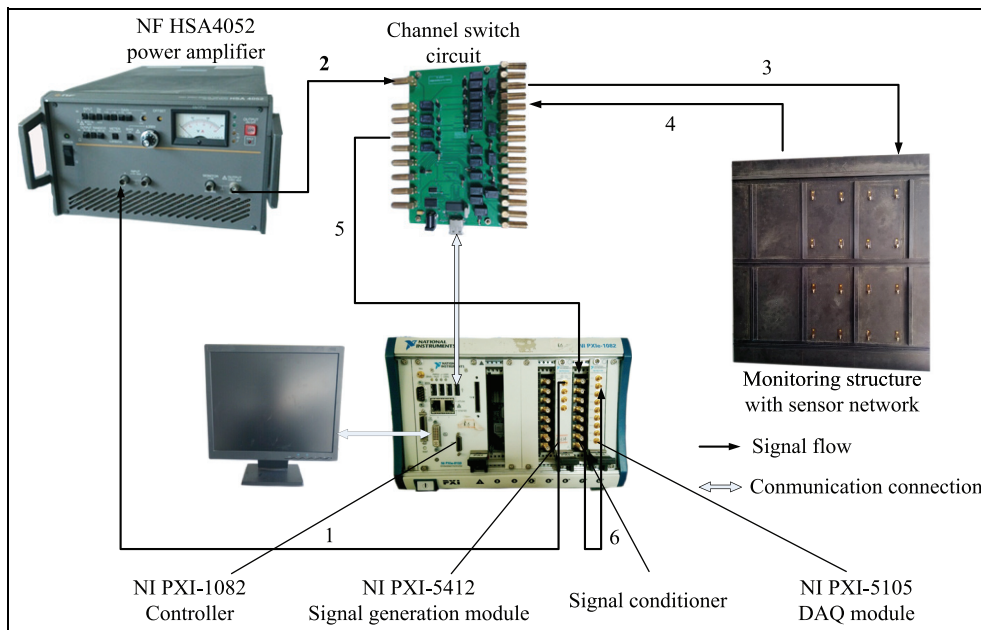 NF HSA4052
power amplifier
Channel switch
circuit
2
3
4
5
NATIONAL
INSTRUMENTS
NI PXIe-1082
Monitoring structure
with sensor network
Signal flow
Conmunication connection
PXI
1
6
NI PXI-1082
Controller
NI PXI-5412
Signal generation module
Signal conditioner
NI PXI-5105
DAQ module